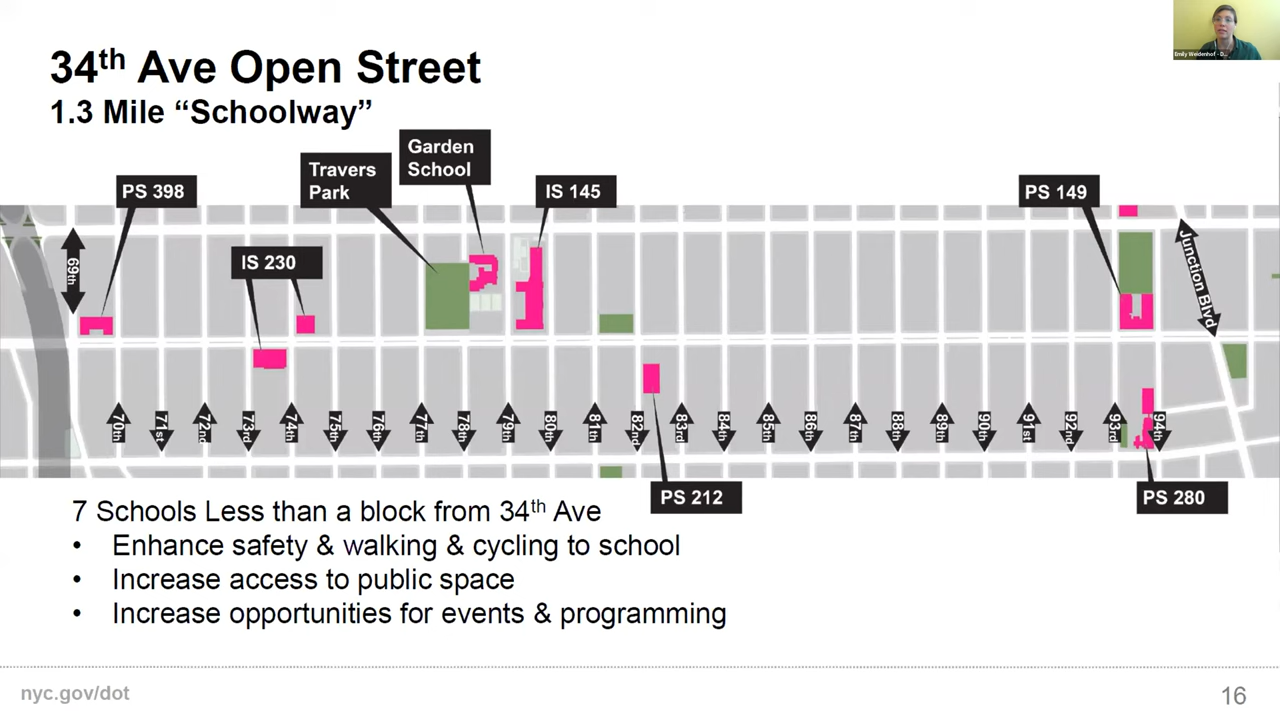 34th Ave Open Street
1.3 Mile “Schoolway”
Emily Weidenhof - D...
Garden
School
Travers
Park
PS 398
IS 145
PS 149
IS 230
69th
Junction Blvd
70th
71st
72nd
73rd
74th
75th
76th
77th
78th
79th
80th
81th
82nd
83rd
84th
85th
86th
87th
88th
89th
90th
91th
92nd
93rd
94th
PS 212
PS 280
7 Schools Less than a block from 34th Ave
• Enhance safety & walking & cycling to school
• Increase access to public space
• Increase opportunities for events & programming
nyc.gov/dot
16